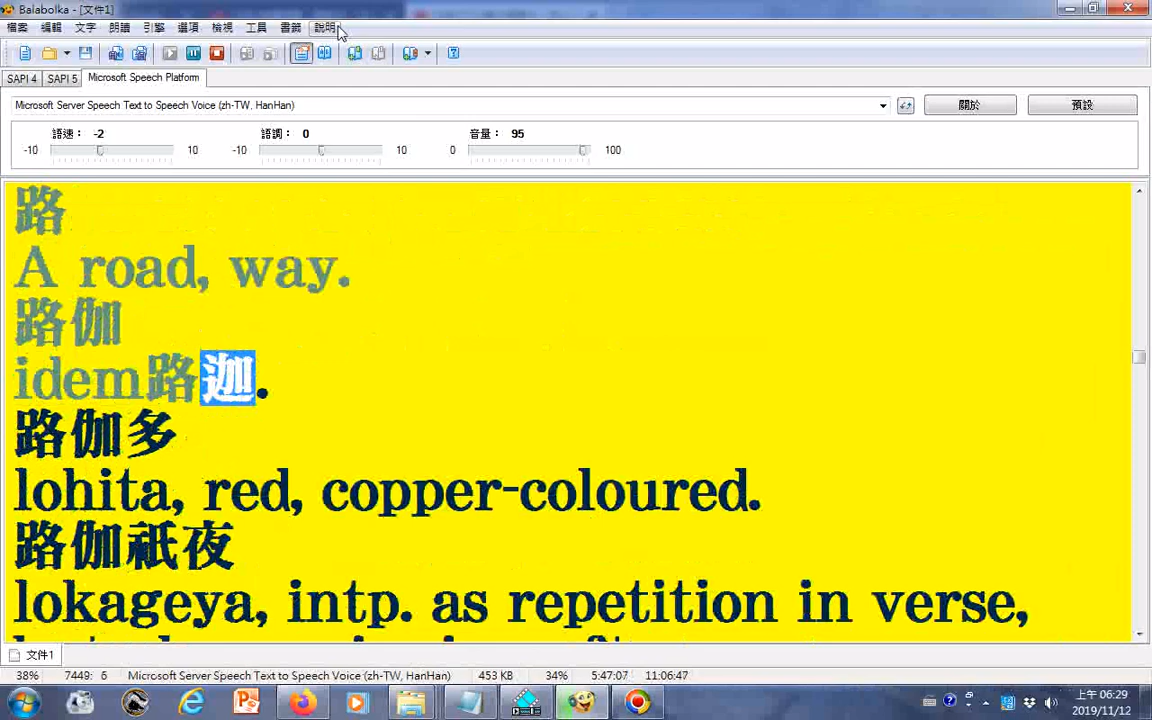 Balabolka - [文件1]
檔案 編輯 文字 朗讀 引擎 選項 檢視 工具 書籤 說明
SAPI 4 SAPI 5 Microsoft Speech Platform
Microsoft Server Speech Text to Speech Voice (zh-TW, HanHan) 關於 預設
語速： -2 語調： 0 音量： 95
-10 10 -10 10 0 100
路
A road, way.
路伽
idem路迦.
路伽多
lohita, red, copper-coloured.
路伽祇夜
lokageya, intp. as repetition in verse,
文件1
38% 7449: 6 Microsoft Server Speech Text to Speech Voice (zh-TW, HanHan) 453 KB 34% 5:47:07 11:06:47
上午 06:29
2019/11/12